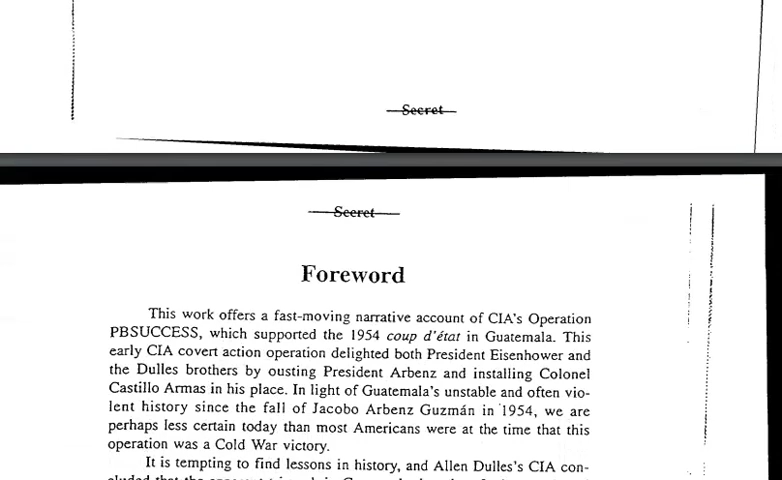 Secret
Secret
Foreword
This work offers a fast-moving narrative account of CIA's Operation
PBSUCCESS, which supported the 1954 coup d'état in Guatemala. This
early CIA covert action operation delighted both President Eisenhower and
the Dulles brothers by ousting President Arbenz and installing Colonel
Castillo Armas in his place. In light of Guatemala's unstable and often vio-
lent history since the fall of Jacobo Arbenz Guzmán in 1954, we are
perhaps less certain today than most Americans were at the time that this
operation was a Cold War victory.
It is tempting to find lessons in history, and Allen Dulles's CIA con-